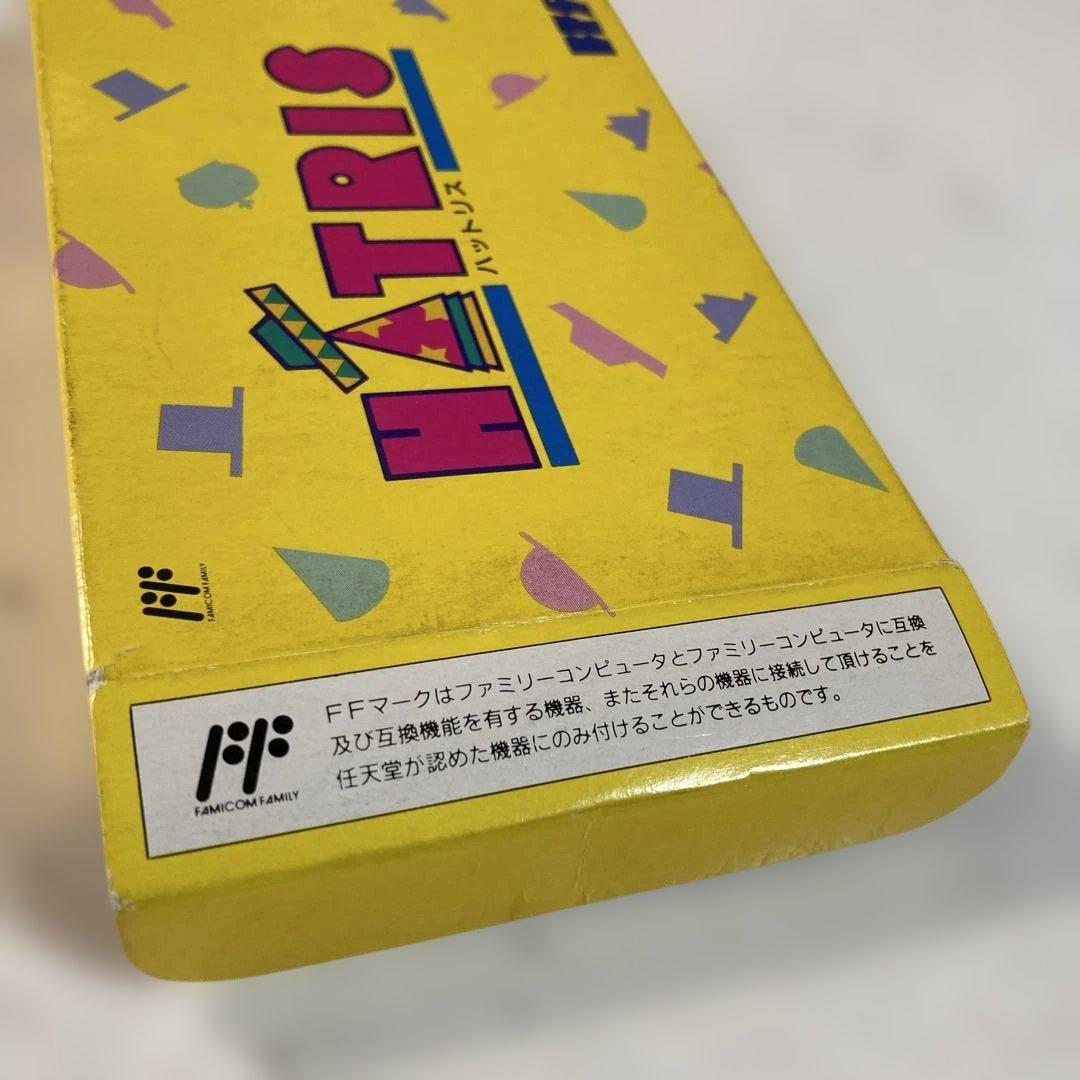 HATRIS
ハットリス
FAMICOM FAMILY
FFマークはファミリーコンピュータとファミリーコンピュータに互換
及び互換機能を有する機器、またそれらの機器に接続して頂けることを
任天堂が認めた機器にのみ付けることができるものです。
FAMICOM FAMILY